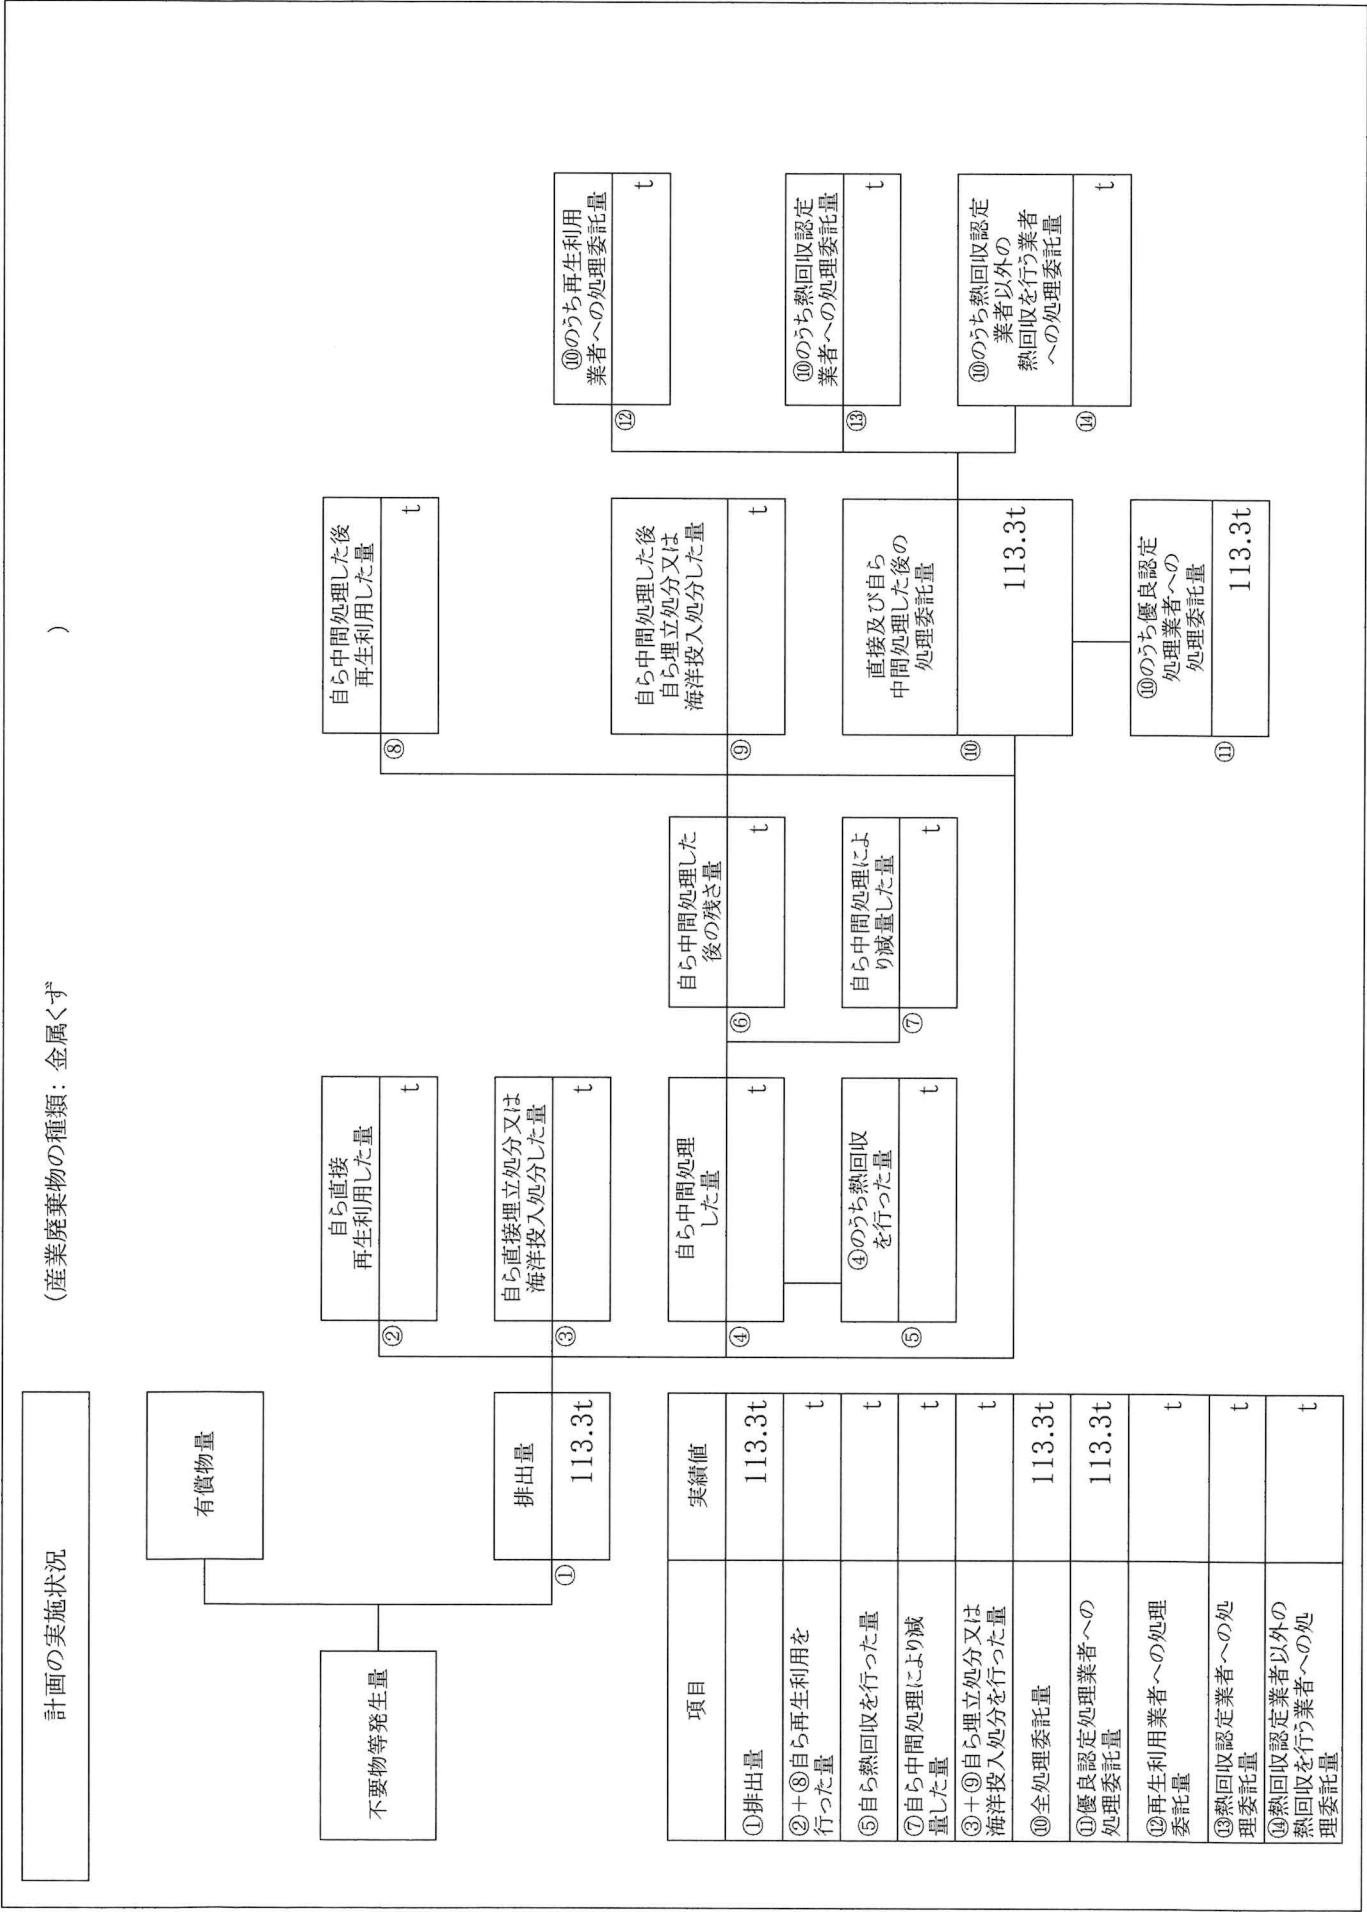 計画の実施状況
（産業廃棄物の種類：金属くず　　　　）
不要物等発生量
有償物量
①
排出量
113.3t
②
自ら直接
再生利用した量
t
③
自ら直接埋立処分又は
海洋投入処分した量
t
④
自ら中間処理
した量
t
⑤
④のうち熱回収
を行った量
t
⑥
自ら中間処理した
後の残さ量
t
⑦
自ら中間処理によ
り減量した量
t
⑧
自ら中間処理した後
再生利用した量
t
⑨
自ら中間処理した後
自ら埋立処分又は
海洋投入処分した量
t
⑩
直接及び自ら
中間処理した後の
処理委託量
113.3t
⑪
⑩のうち優良認定
処理業者への
処理委託量
113.3t
⑫
⑩のうち再生利用
業者への処理委託量
t
⑬
⑩のうち熱回収認定
業者への処理委託量
t
⑭
⑩のうち熱回収認定
業者以外の
熱回収を行う業者
への処理委託量
t
項目　実績値
①排出量　113.3t
②＋⑧自ら再生利用を
行った量　t
⑤自ら熱回収を行った量　t
⑦自ら中間処理により減
量した量　t
③＋⑨自ら埋立処分又は
海洋投入処分を行った量　t
⑩全処理委託量　113.3t
⑪優良認定処理業者への
処理委託量　113.3t
⑫再生利用業者への処理
委託量　t
⑬熱回収認定業者への処
理委託量　t
⑭熱回収認定業者以外の
熱回収を行う業者への処
理委託量　t